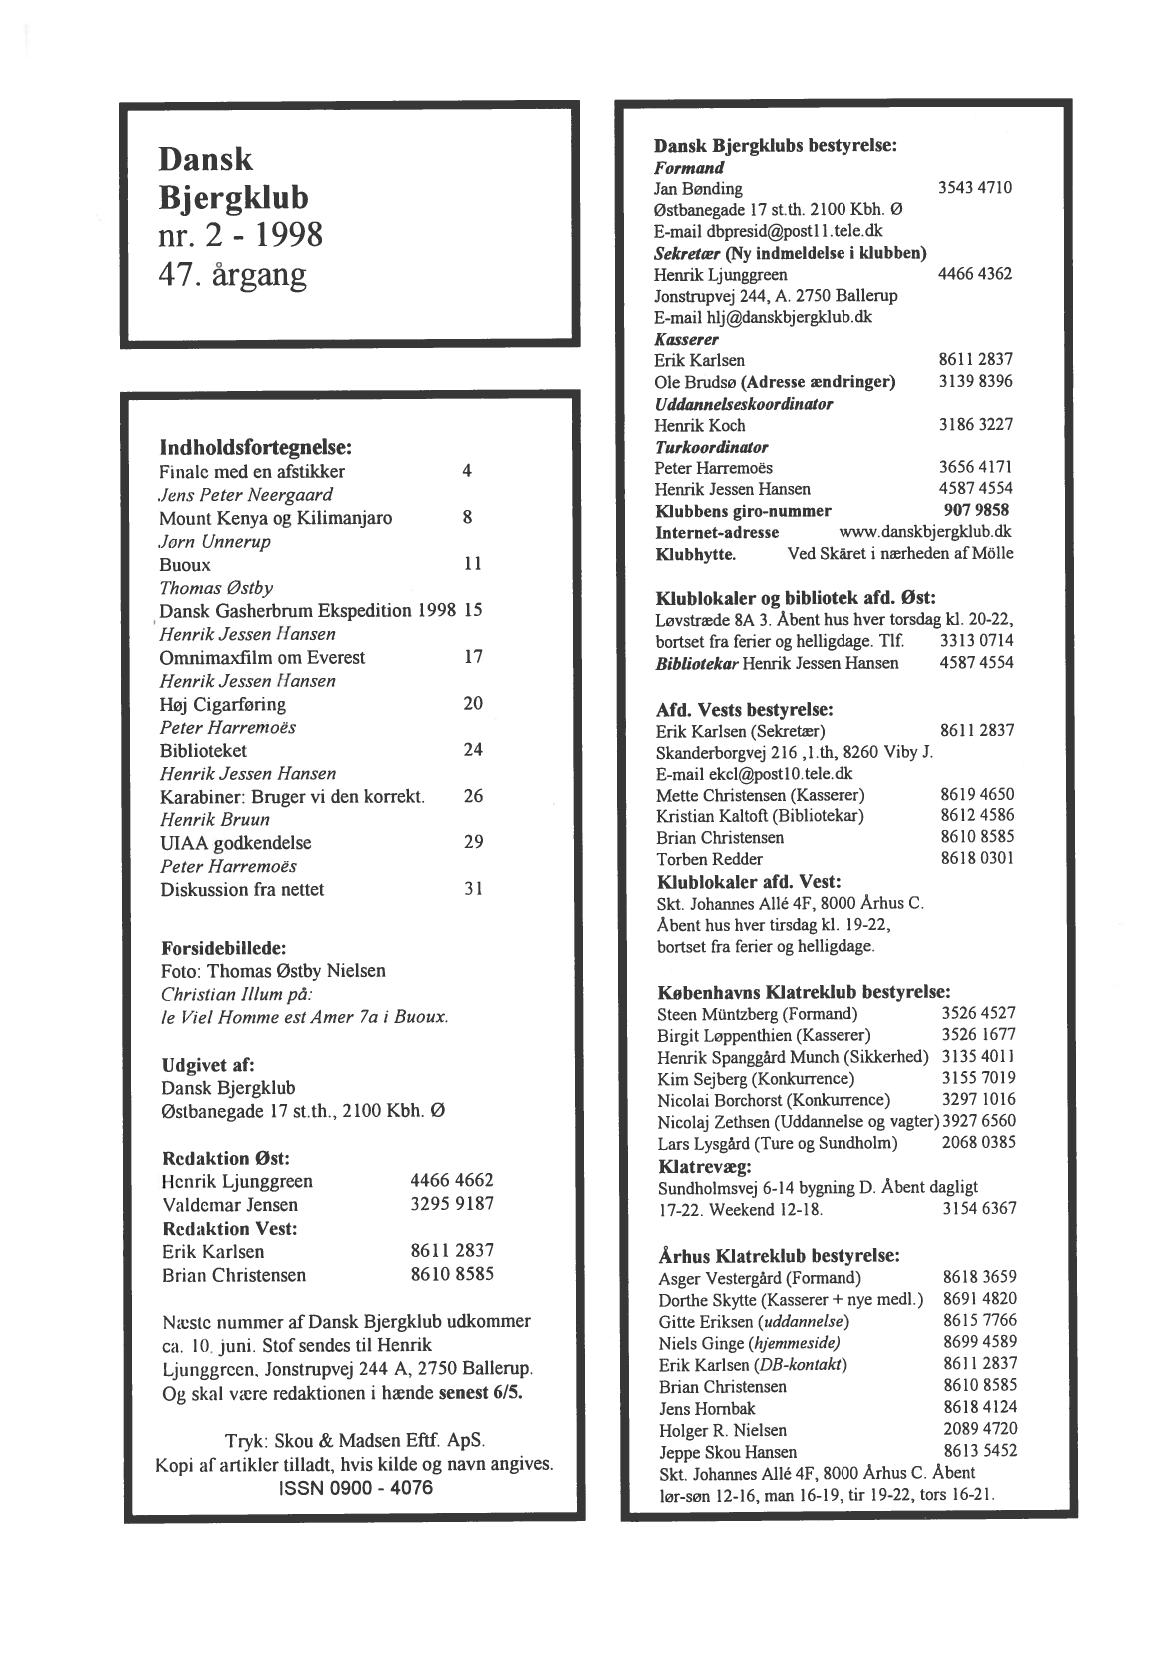 Dansk
Bjergklub
nr. 2 - 1998
47. årgang
Indholdsfortegnelse:
Finale med en afstikker 4
Jens Peter Neergaard
Mount Kenya og Kilimanjaro 8
Jørn Unnerup
Buoux 11
Thomas Østby
Dansk Gasherbrum Ekspedition 1998 15
Henrik Jessen Hansen
Omnimaxfilm om Everest 17
Henrik Jessen Hansen
Høj Cigarføring 20
Peter Harremoës
Biblioteket 24
Henrik Jessen Hansen
Karabiner: Bruger vi den korrekt. 26
Henrik Bruun
UIAA godkendelse 29
Peter Harremoës
Diskussion fra nettet 31
Forsidebillede:
Foto: Thomas Østby Nielsen
Christian Illum på:
le Viel Homme est Amer 7a i Buoux.
Udgivet af:
Dansk Bjergklub
Østbanegade 17 st.th., 2100 Kbh. Ø
Redaktion Øst:
Henrik Ljunggreen 4466 4662
Valdemar Jensen 3295 9187
Redaktion Vest:
Erik Karlsen 8611 2837
Brian Christensen 8610 8585
Næste nummer af Dansk Bjergklub udkommer
ca. 10. juni. Stof sendes til Henrik
Ljunggreen, Jonstrupvej 244 A, 2750 Ballerup.
Og skal være redaktionen i hænde senest 6/5.
Tryk: Skou & Madsen Eftf. ApS.
Kopi af artikler tilladt, hvis kilde og navn angives.
ISSN 0900 - 4076
Dansk Bjergklubs bestyrelse:
Formand
Jan Bønding 3543 4710
Østbanegade 17 st.th. 2100 Kbh. Ø
E-mail dbpresid@post11.tele.dk
Sekretær (Ny indmeldelse i klubben)
Henrik Ljunggreen 4466 4362
Jonstrupvej 244, A. 2750 Ballerup
E-mail hlj@danskbjergklub.dk
Kasserer
Erik Karlsen 8611 2837
Ole Brudsø (Adresse ændringer) 3139 8396
Uddannelseskoordinator
Henrik Koch 3186 3227
Turkoordinator
Peter Harremoës 3656 4171
Henrik Jessen Hansen 4587 4554
Klubbens giro-nummer 907 9858
Internet-adresse www.danskbjergklub.dk
Klubhytte. Ved Skäret i nærheden af Mölle
Klublokaler og bibliotek afd. Øst:
Løvstræde 8A 3. Åbent hus hver torsdag kl. 20-22,
bortset fra ferier og helligdage. Tlf. 3313 0714
Bibliotekar Henrik Jessen Hansen 4587 4554
Afd. Vests bestyrelse:
Erik Karlsen (Sekretær) 8611 2837
Skanderborgvej 216 ,1.th, 8260 Viby J.
E-mail ekcl@post10.tele.dk
Mette Christensen (Kasserer) 8619 4650
Kristian Kaltoft (Bibliotekar) 8612 4586
Brian Christensen 8610 8585
Torben Redder 8618 0301
Klublokaler afd. Vest:
Skt. Johannes Allé 4F, 8000 Århus C.
Åbent hus hver tirsdag kl. 19-22,
bortset fra ferier og helligdage.
Københavns Klatreklub bestyrelse:
Steen Müntzberg (Formand) 3526 4527
Birgit Løppenthien (Kasserer) 3526 1677
Henrik Spanggård Munch (Sikkerhed) 3135 4011
Kim Sejberg (Konkurrence) 3155 7019
Nicolai Borchorst (Konkurrence) 3297 1016
Nicolaj Zethsen (Uddannelse og vagter) 3927 6560
Lars Lysgård (Ture og Sundholm) 2068 0385
Klatrevæg:
Sundholmsvej 6-14 bygning D. Åbent dagligt
17-22. Weekend 12-18. 3154 6367
Århus Klatreklub bestyrelse:
Asger Vestergård (Formand) 8618 3659
Dorthe Skytte (Kasserer + nye medl.) 8691 4820
Gitte Eriksen (uddannelse) 8615 7766
Niels Ginge (hjemmeside) 8699 4589
Erik Karlsen (DB-kontakt) 8611 2837
Brian Christensen 8610 8585
Jens Hornbak 8618 4124
Holger R. Nielsen 2089 4720
Jeppe Skou Hansen 8613 5452
Skt. Johannes Allé 4F, 8000 Århus C. Åbent
lør-søn 12-16, man 16-19, tir 19-22, tors 16-21.